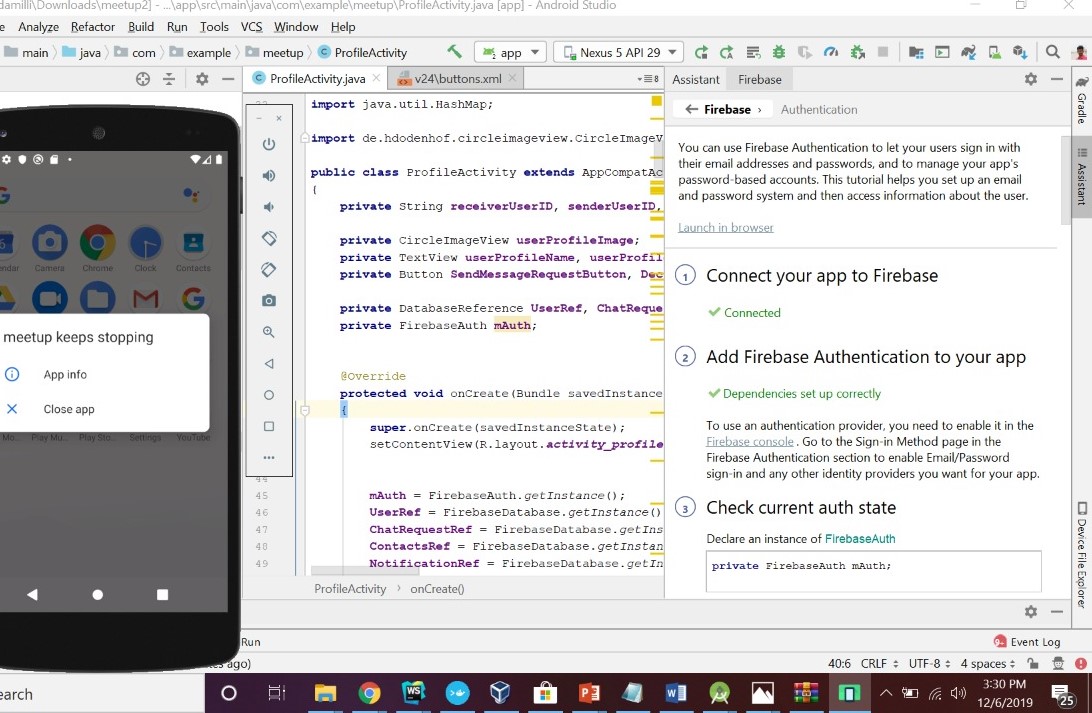 damilli\Downloads\meetup2] - ...\app\src\main\java\com\example\meetup\ProfileActivity.java [app] - Android Studio
e Analyze Refactor Build Run Tools VCS Window Help
main java com example meetup ProfileActivity app Nexus 5 API 29
ProfileActivity.java v24\buttons.xml 8 Assistant Firebase
Firebase Authentication
import java.util.HashMap;
import de.hdodenhof.circleimageview.CircleImageV
public class ProfileActivity extends AppCompatAc
{
private String receiverUserID, senderUserID,
private CircleImageView userProfileImage;
private TextView userProfileName, userProfil
private Button SendMessageRequestButton, Dec
private DatabaseReference UserRef, ChatReque
private FirebaseAuth mAuth;
@Override
protected void onCreate(Bundle savedInstance
{
super.onCreate(savedInstanceState);
setContentView(R.layout.activity_profile
44
45 mAuth = FirebaseAuth.getInstance();
46 UserRef = FirebaseDatabase.getInstance()
47 ChatRequestRef = FirebaseDatabase.getIns
48 ContactsRef = FirebaseDatabase.getInstan
49 NotificationRef = FirebaseDatabase.getIn
ProfileActivity › onCreate()
You can use Firebase Authentication to let your users sign in with
their email addresses and passwords, and to manage your app's
password-based accounts. This tutorial helps you set up an email
and password system and then access information about the user.
Launch in browser
1 Connect your app to Firebase
Connected
2 Add Firebase Authentication to your app
Dependencies set up correctly
To use an authentication provider, you need to enable it in the
Firebase console . Go to the Sign-in Method page in the
Firebase Authentication section to enable Email/Password
sign-in and any other identity providers you want for your app.
3 Check current auth state
Declare an instance of FirebaseAuth
private FirebaseAuth mAuth;
Gradle
Assistant
Device File Explorer
ndar Camera Chrome Clock Contacts
meetup keeps stopping
App info
Close app
Mo... Play Mu... Play Sto... Settings YouTube
Run
9+ Event Log
es ago) 40:6 CRLF UTF-8 4 spaces
earch
WS
3:30 PM
12/6/2019
25